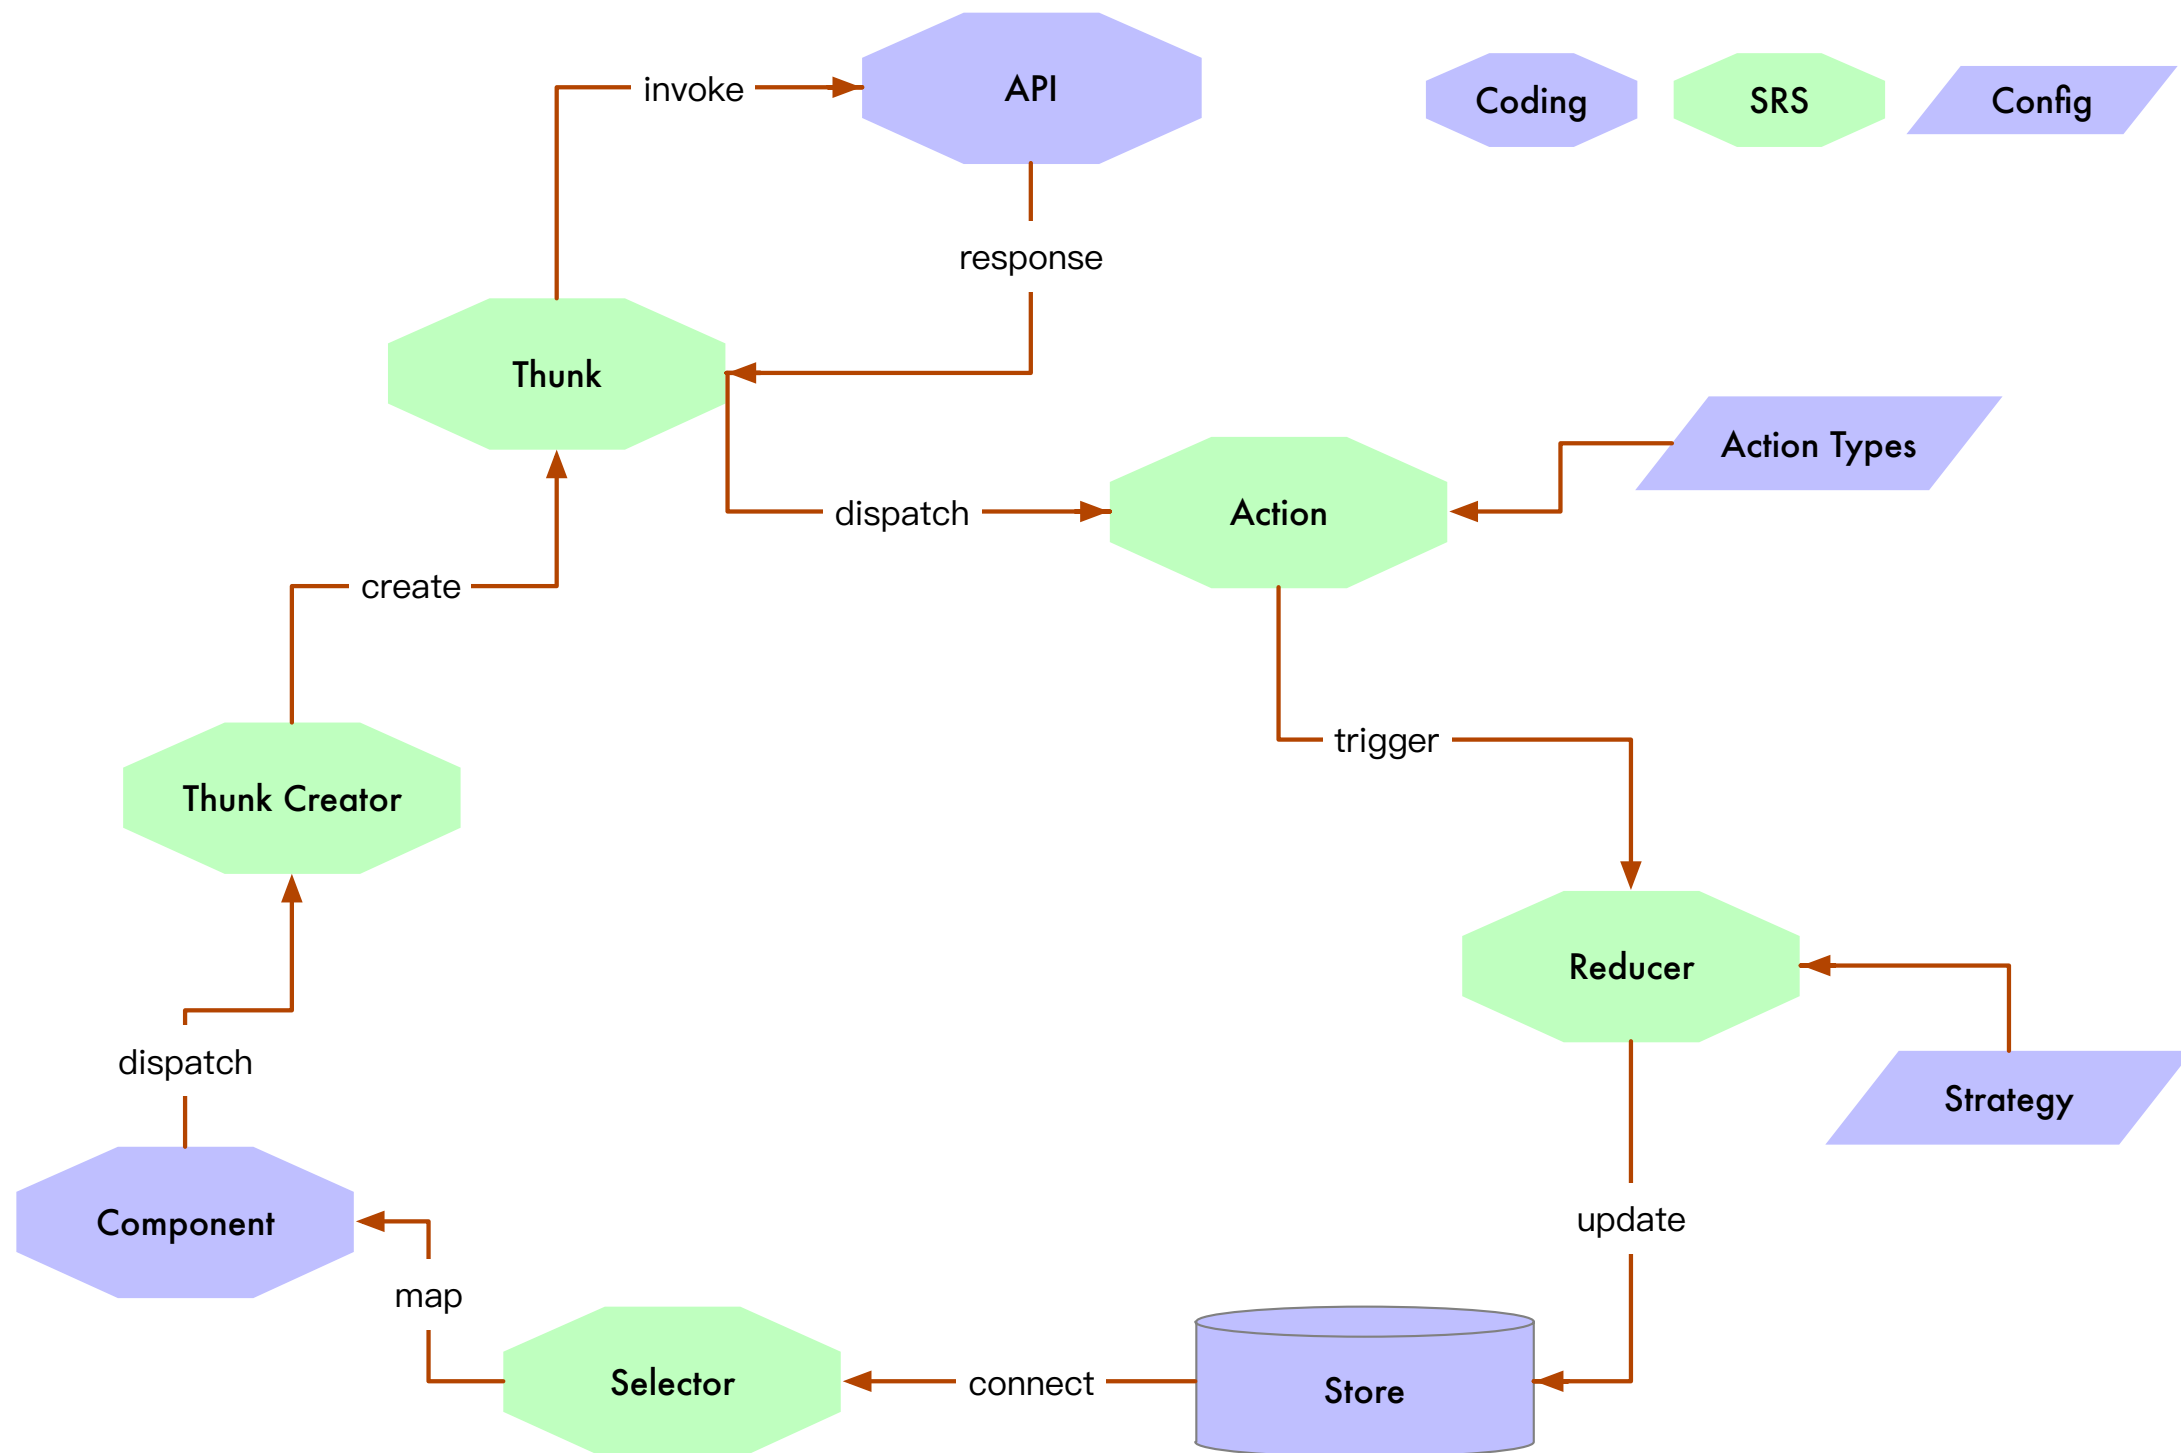 API
invoke
Coding
SRS
Config
response
Thunk
Action Types
dispatch
Action
create
trigger
Thunk Creator
Reducer
dispatch
Strategy
Component
update
map
Selector
connect
Store